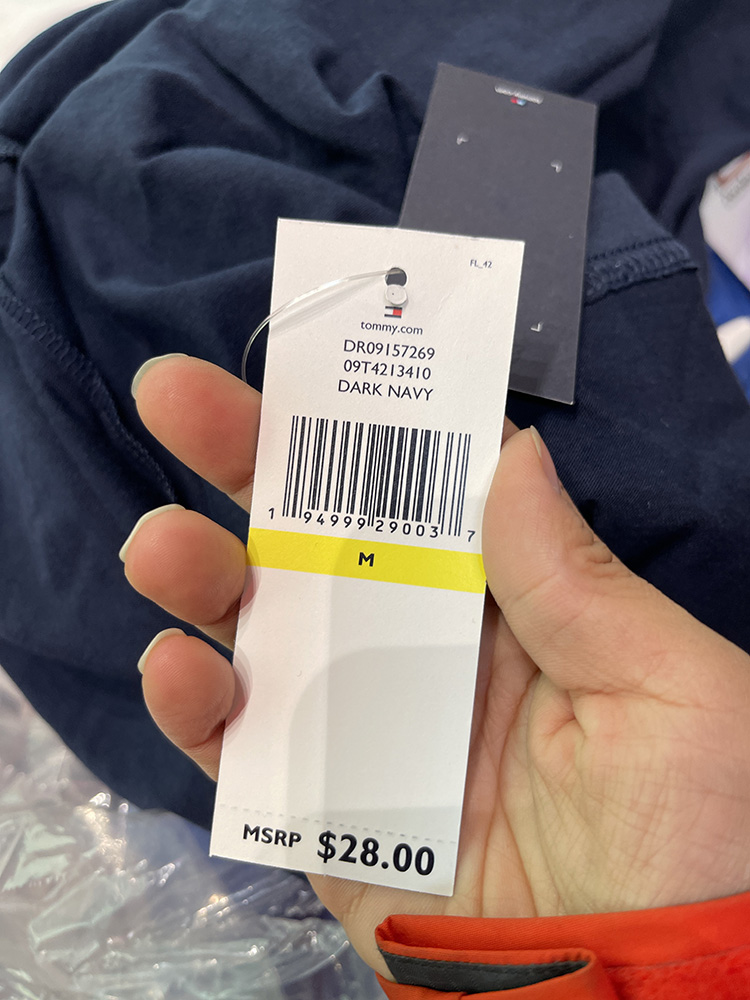 FL_42
tommy.com
DR09157269
09T4213410
DARK NAVY
1 94999 29003 7
M
MSRP $28.00